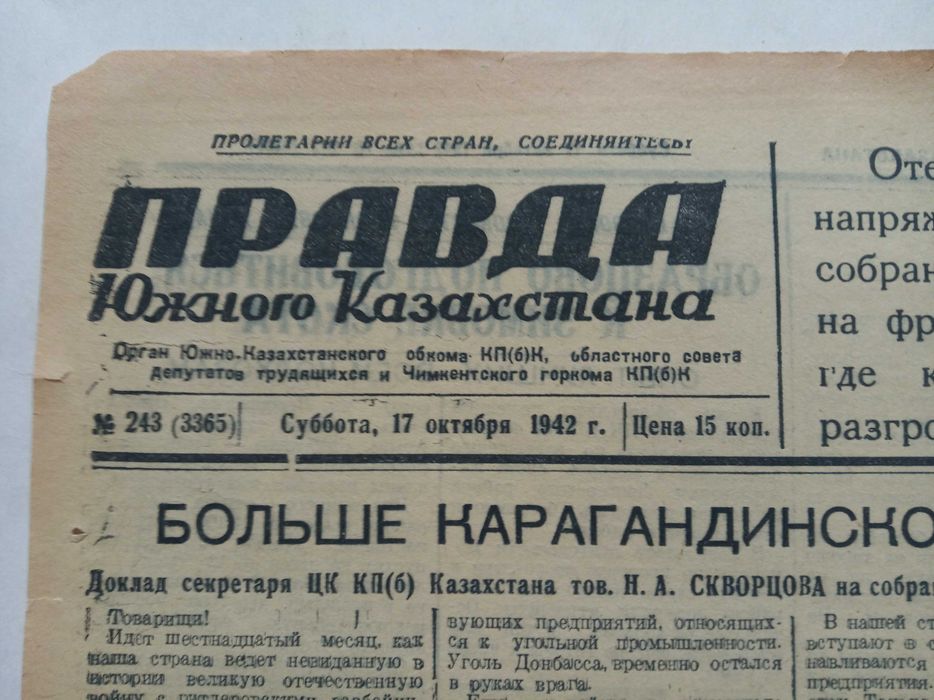 ПРОЛЕТАРИИ ВСЕХ СТРАН, СОЕДИНЯЙТЕСЬ!
ПРАВДА
Южного Казахстана
Орган Южно-Казахстанского обкома КП(б)К, областного совета
депутатов трудящихся и Чимкентского горкома КП(б)К
№ 243 (3365)
Суббота, 17 октября 1942 г.
Цена 15 коп.
Оте
напряж
собран
на фр
где к
разгро
БОЛЬШЕ КАРАГАНДИНСКО
Доклад секретаря ЦК КП(б) Казахстана тов. Н. А. СКВОРЦОВА на собра
Товарищи!
Идет шестнадцатый месяц, как
наша страна ведет невиданную в
истории великую отечественную
войну с гитлеровскими
вующих предприятий, относящих-
ся к угольной промышленности.
Уголь Донбасса, временно остался
в руках врага.
В нашей ст
вступают в с
навливаются
предприятия.